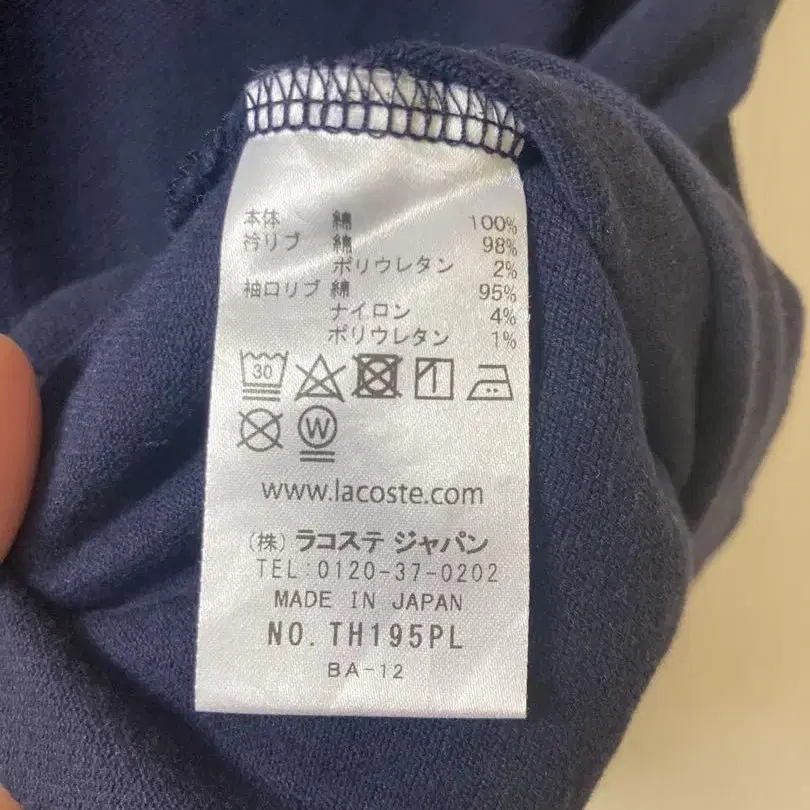 本体 綿 100%
衿リブ 綿 98%
ポリウレタン 2%
袖口リブ 綿 95%
ナイロン 4%
ポリウレタン 1%
30
W
www.lacoste.com
(株) ラコステ ジャパン
TEL:0120-37-0202
MADE IN JAPAN
NO. TH195PL
BA-12